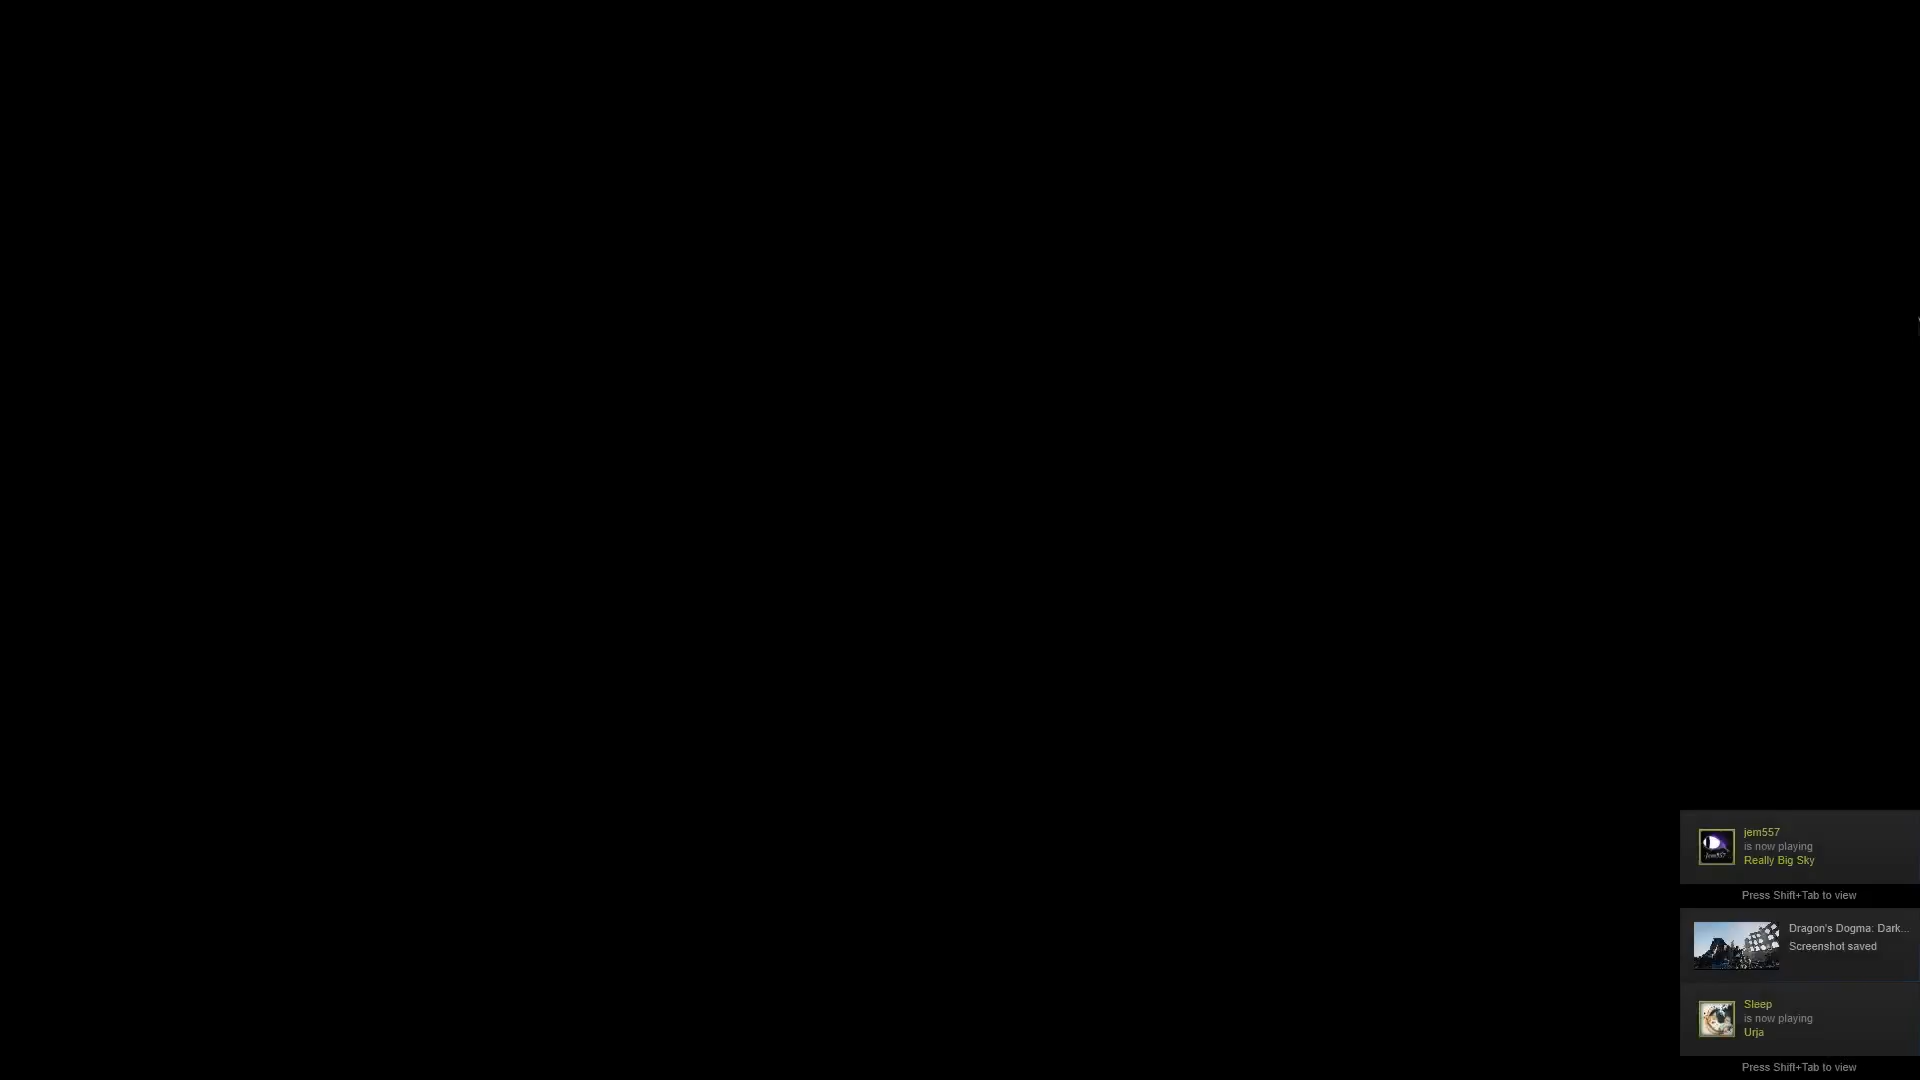 jem557
is now playing
Really Big Sky
Press Shift+Tab to view
Dragon's Dogma: Dark...
Screenshot saved
Sleep
is now playing
Urja
Press Shift+Tab to view